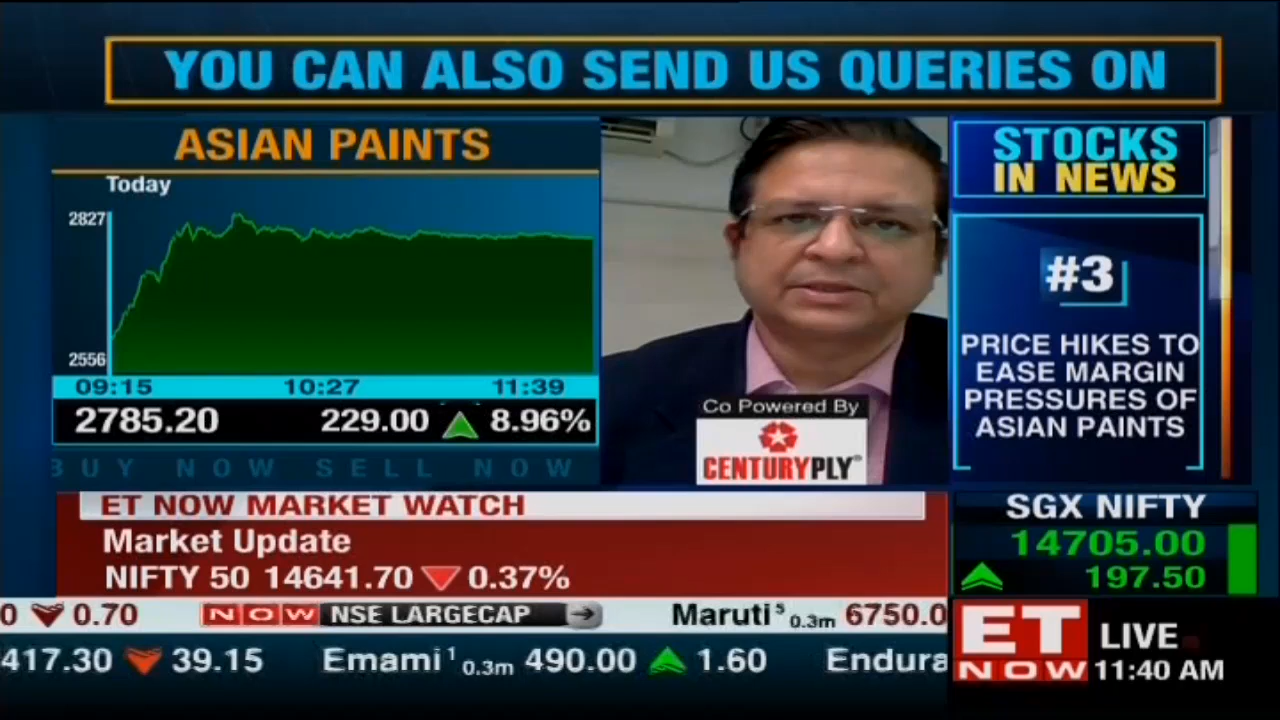 YOU CAN ALSO SEND US QUERIES ON
ASIAN PAINTS
Today
2827
2556
09:15 10:27 11:39
2785.20 229.00 8.96%
BUY NOW SELL NOW
Co Powered By
CENTURYPLY®
STOCKS
IN NEWS
#3
PRICE HIKES TO
EASE MARGIN
PRESSURES OF
ASIAN PAINTS
ET NOW MARKET WATCH
Market Update
NIFTY 50 14641.70 0.37%
SGX NIFTY
14705.00
197.50
0 0.70 NOW NSE LARGECAP Maruti s 0.3m 6750.0
417.30 39.15 Emami 1 0.3m 490.00 1.60 Endura
ET
NOW
LIVE
11:40 AM